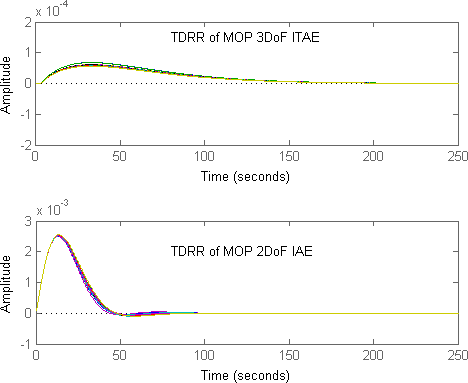 x 10^-4
2
1
0
-1
-2
Amplitude
TDRR of MOP 3DoF ITAE
0 50 100 150 200 250
Time (seconds)
x 10^-3
3
2
1
0
-1
Amplitude
TDRR of MOP 2DoF IAE
0 50 100 150 200 250
Time (seconds)